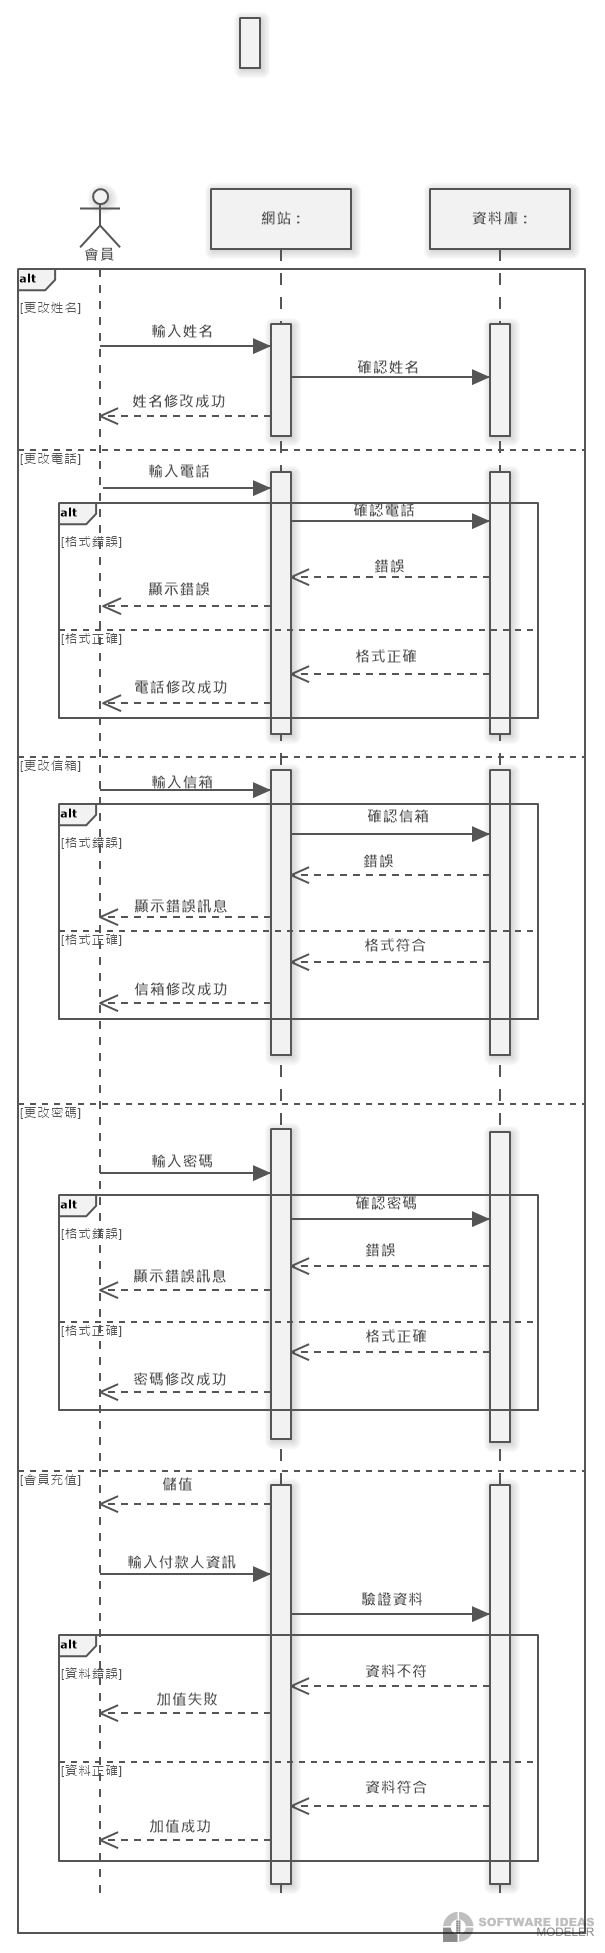 會員
網站 :
資料庫 :
alt
[更改姓名]
輸入姓名
確認姓名
姓名修改成功
[更改電話]
輸入電話
alt
確認電話
[格式錯誤]
錯誤
顯示錯誤
[格式正確]
格式正確
電話修改成功
[更改信箱]
輸入信箱
alt
確認信箱
[格式錯誤]
錯誤
顯示錯誤訊息
[格式正確]
格式符合
信箱修改成功
[更改密碼]
輸入密碼
alt
確認密碼
[格式錯誤]
錯誤
顯示錯誤訊息
[格式正確]
格式正確
密碼修改成功
[會員充值]
儲值
輸入付款人資訊
驗證資料
alt
[資料錯誤]
資料不符
加值失敗
[資料正確]
資料符合
加值成功
SOFTWARE IDEAS
MODELER